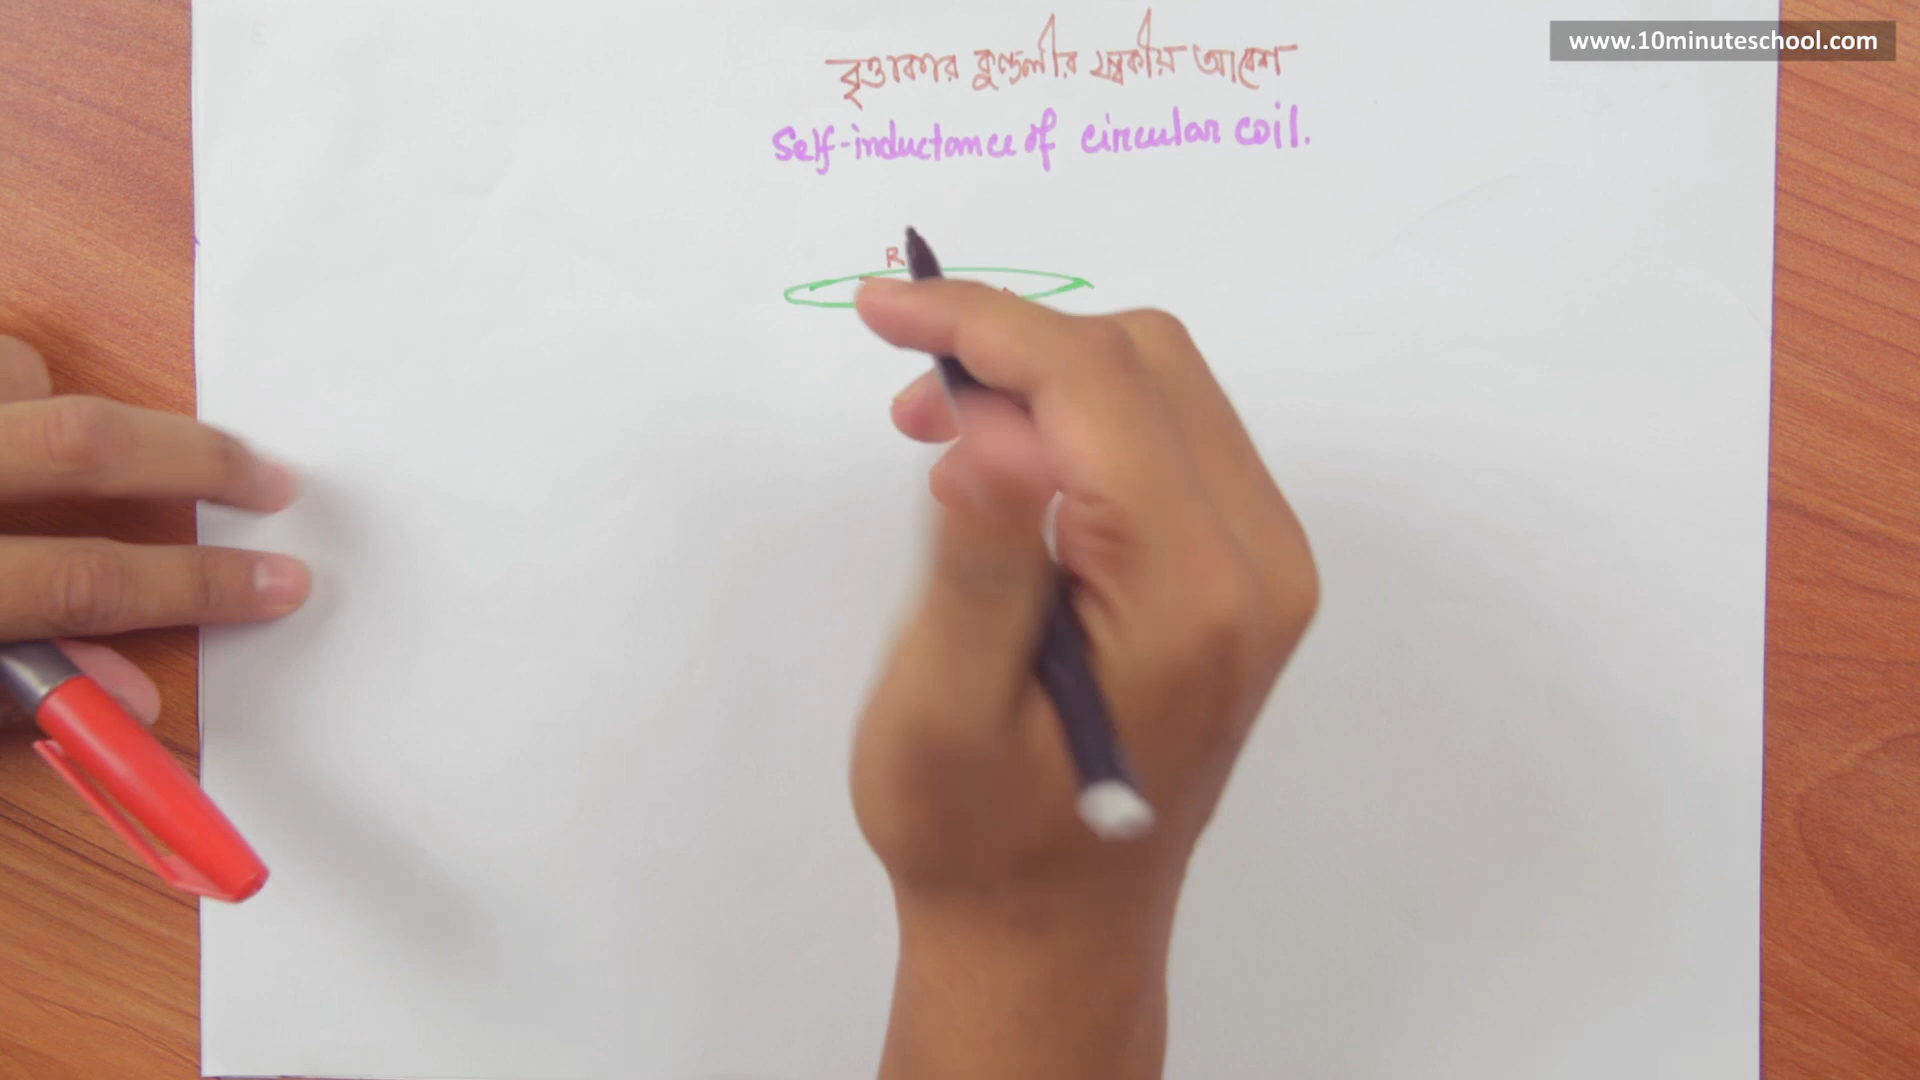 www.10minuteschool.com
বৃত্তাকার কুণ্ডলীর স্বকীয় আবেশ
Self-inductance of circular coil.
R